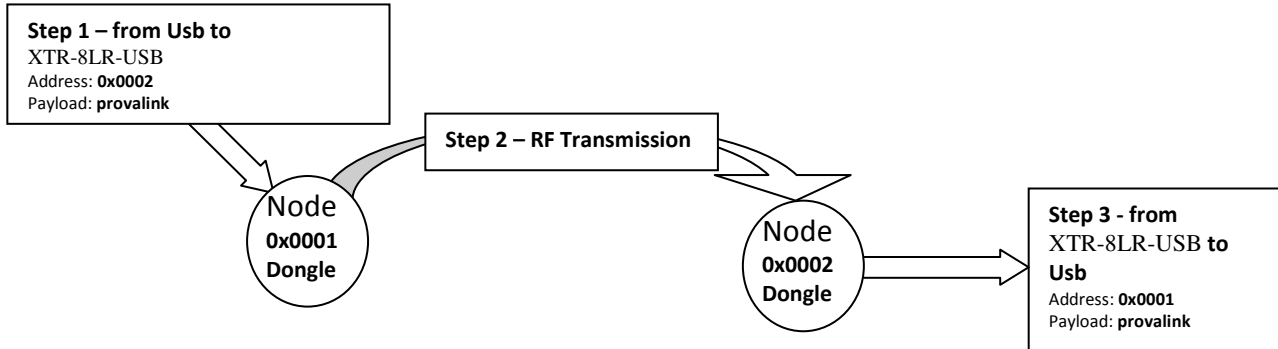 Step 1 – from Usb to
XTR-8LR-USB
Address: 0x0002
Payload: provalink
Step 2 – RF Transmission
Node
0x0001
Dongle
Node
0x0002
Dongle
Step 3 - from
XTR-8LR-USB to
Usb
Address: 0x0001
Payload: provalink